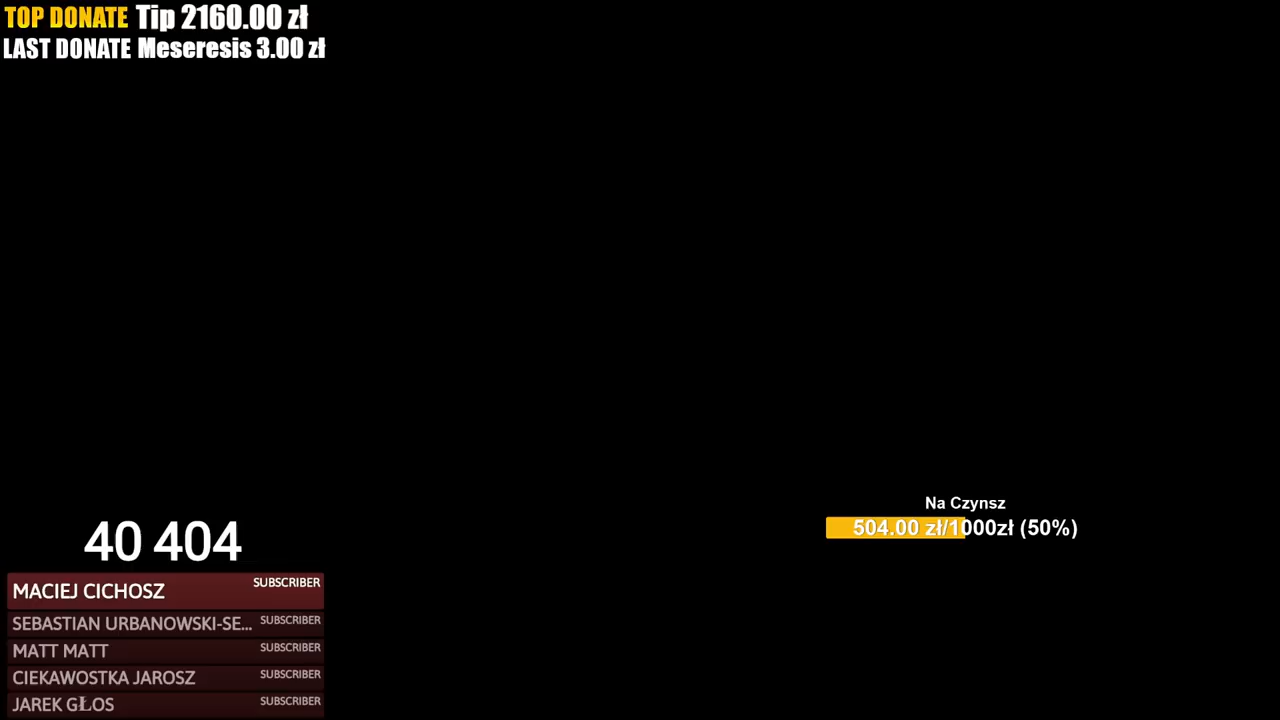 TOP DONATE Tip 2160.00 zł
LAST DONATE Meseresis 3.00 zł
Na Czynsz
504.00 zł/1000zł (50%)
40 404
MACIEJ CICHOSZ SUBSCRIBER
SEBASTIAN URBANOWSKI-SE... SUBSCRIBER
MATT MATT SUBSCRIBER
CIEKAWOSTKA JAROSZ SUBSCRIBER
JAREK GŁOS SUBSCRIBER